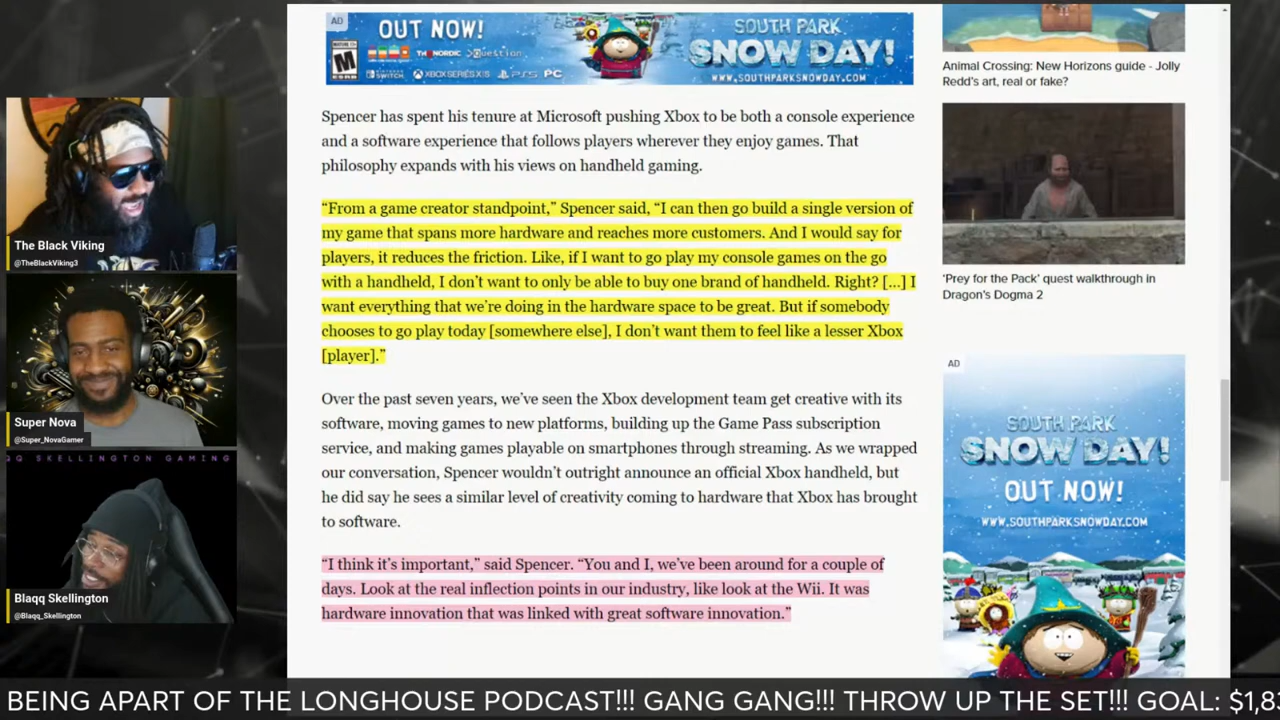 AD
OUT NOW!
SOUTH PARK
SNOW DAY!
WWW.SOUTHPARKSNOWDAY.COM
MATURE 17+
M
ESRB
THQNORDIC
Question
SWITCH
XBOX SERIES X|S
PS5
PC
Animal Crossing: New Horizons guide - Jolly
Redd's art, real or fake?
'Prey for the Pack' quest walkthrough in
Dragon's Dogma 2
Spencer has spent his tenure at Microsoft pushing Xbox to be both a console experience
and a software experience that follows players wherever they enjoy games. That
philosophy expands with his views on handheld gaming.
“From a game creator standpoint,” Spencer said, “I can then go build a single version of
my game that spans more hardware and reaches more customers. And I would say for
players, it reduces the friction. Like, if I want to go play my console games on the go
with a handheld, I don’t want to only be able to buy one brand of handheld. Right? [...] I
want everything that we’re doing in the hardware space to be great. But if somebody
chooses to go play today [somewhere else], I don’t want them to feel like a lesser Xbox
[player].”
Over the past seven years, we’ve seen the Xbox development team get creative with its
software, moving games to new platforms, building up the Game Pass subscription
service, and making games playable on smartphones through streaming. As we wrapped
our conversation, Spencer wouldn’t outright announce an official Xbox handheld, but
he did say he sees a similar level of creativity coming to hardware that Xbox has brought
to software.
“I think it’s important,” said Spencer. “You and I, we’ve been around for a couple of
days. Look at the real inflection points in our industry, like look at the Wii. It was
hardware innovation that was linked with great software innovation.”
AD
SOUTH PARK
SNOW DAY!
OUT NOW!
WWW.SOUTHPARKSNOWDAY.COM
The Black Viking
@TheBlackViking3
Super Nova
@Super_NovaGamer
QQ SKELLINGTON GAMING
Blaqq Skellington
@Blaqq_Skellington
BEING APART OF THE LONGHOUSE PODCAST!!! GANG GANG!!! THROW UP THE SET!!! GOAL: $1,83